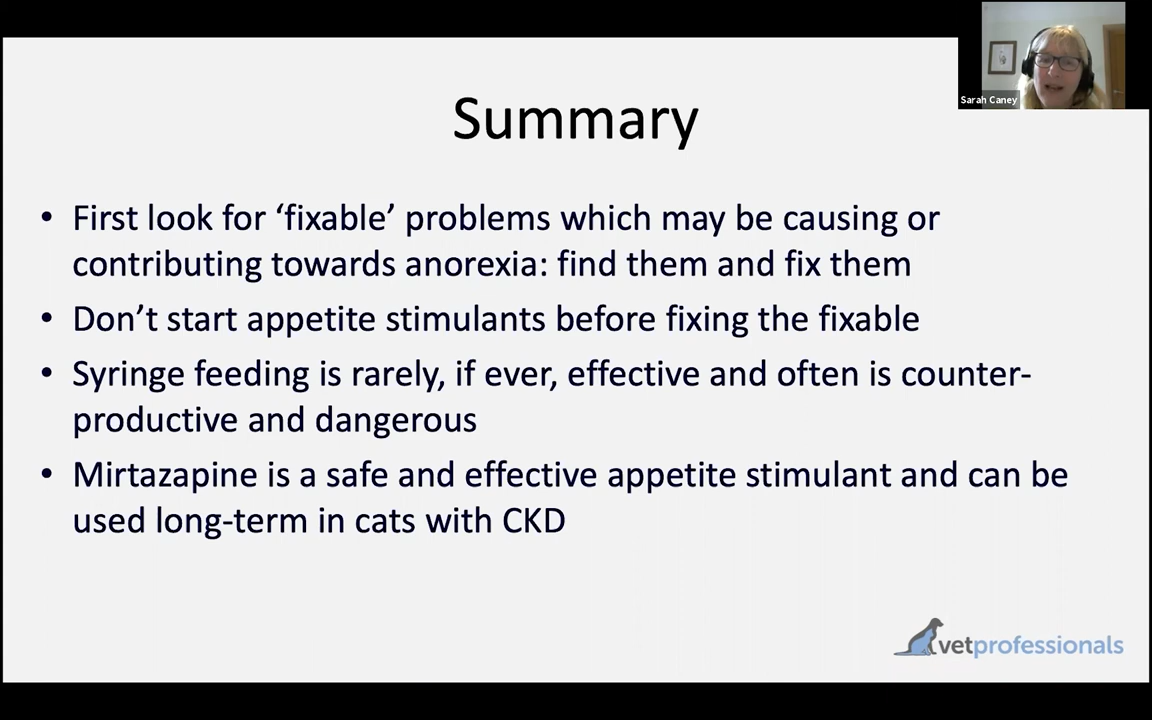 Sarah Caney
Summary
• First look for ‘fixable’ problems which may be causing or
contributing towards anorexia: find them and fix them
• Don’t start appetite stimulants before fixing the fixable
• Syringe feeding is rarely, if ever, effective and often is counter-
productive and dangerous
• Mirtazapine is a safe and effective appetite stimulant and can be
used long-term in cats with CKD
vetprofessionals